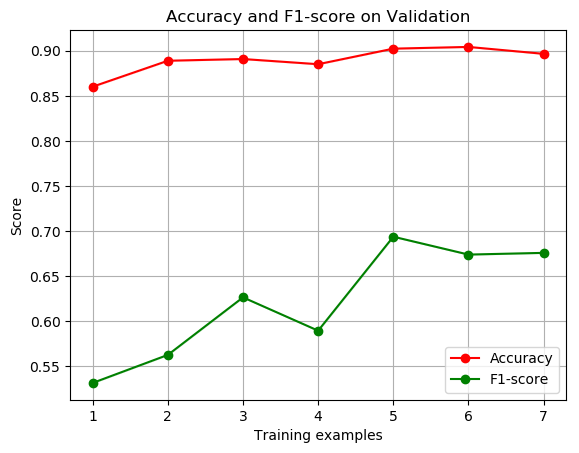 Accuracy and F1-score on Validation
Score
0.90
0.85
0.80
0.75
0.70
0.65
0.60
0.55
Accuracy
F1-score
1 2 3 4 5 6 7
Training examples